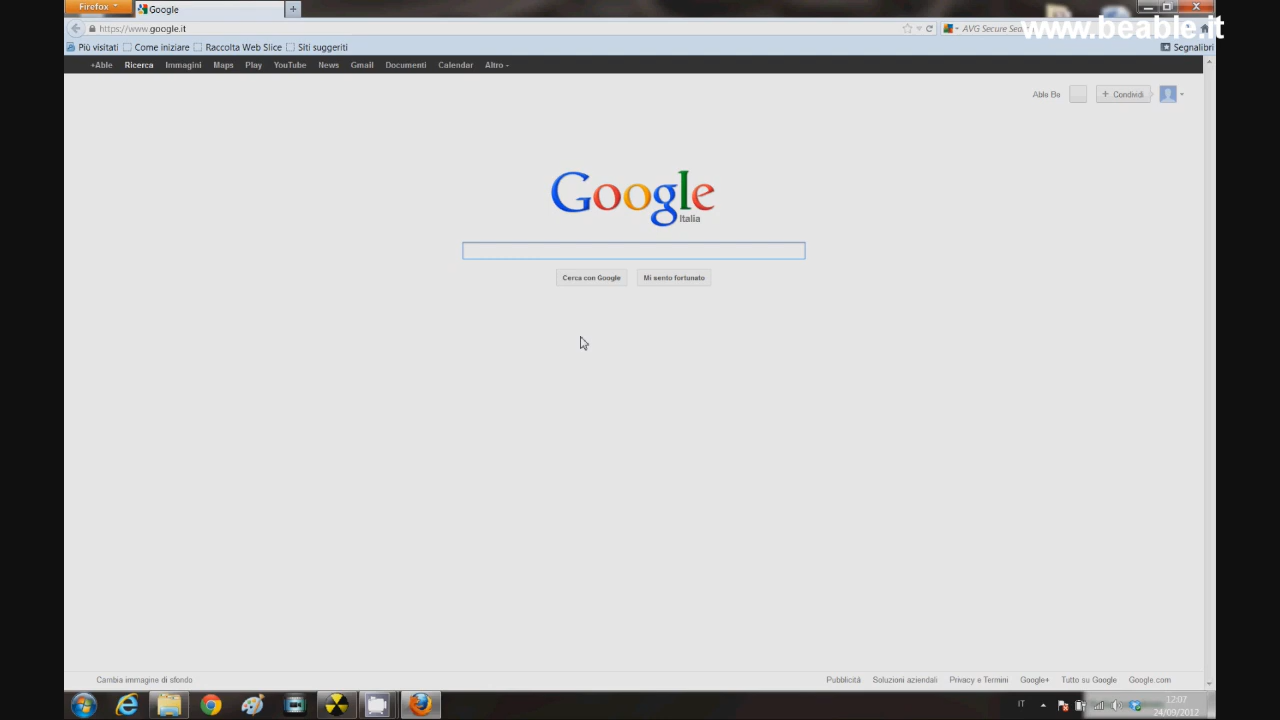 Firefox
Google
https://www.google.it
AVG Secure Sea
www.beable.it
Più visitati Come iniziare Raccolta Web Slice Siti suggeriti
Segnalibri
+Able Ricerca Immagini Maps Play YouTube News Gmail Documenti Calendar Altro
Able Be + Condividi
Google
Italia
Cerca con Google Mi sento fortunato
Cambia immagine di sfondo
Pubblicità Soluzioni aziendali Privacy e Termini Google+ Tutto su Google Google.com
IT
12:07
24/09/2012